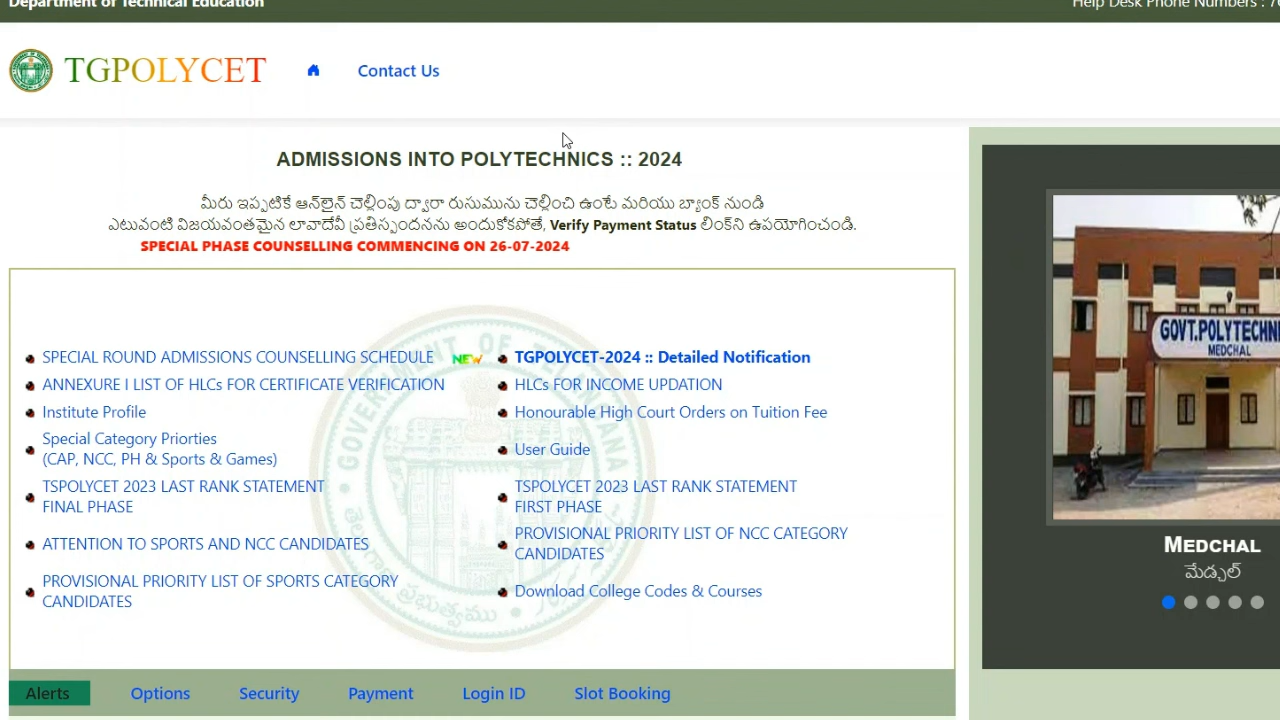 Department of Technical Education
Help Desk Phone Numbers : 7
TGPOLYCET
Contact Us
ADMISSIONS INTO POLYTECHNICS :: 2024
మీరు ఇప్పటికే ఆన్‌లైన్ చెల్లింపు ద్వారా రుసుమును చెల్లించి ఉంటే మరియు బ్యాంక్ నుండి
ఎటువంటి విజయవంతమైన లావాదేవీ ప్రతిస్పందనను అందుకోకపోతే, Verify Payment Status లింక్‌ని ఉపయోగించండి.
SPECIAL PHASE COUNSELLING COMMENCING ON 26-07-2024
SPECIAL ROUND ADMISSIONS COUNSELLING SCHEDULE NEW
TGPOLYCET-2024 :: Detailed Notification
ANNEXURE I LIST OF HLCs FOR CERTIFICATE VERIFICATION
HLCs FOR INCOME UPDATION
Institute Profile
Honourable High Court Orders on Tuition Fee
Special Category Priorties
(CAP, NCC, PH & Sports & Games)
User Guide
TSPOLYCET 2023 LAST RANK STATEMENT
FINAL PHASE
TSPOLYCET 2023 LAST RANK STATEMENT
FIRST PHASE
ATTENTION TO SPORTS AND NCC CANDIDATES
PROVISIONAL PRIORITY LIST OF NCC CATEGORY
CANDIDATES
PROVISIONAL PRIORITY LIST OF SPORTS CATEGORY
CANDIDATES
Download College Codes & Courses
GOVT.POLYTECHNI
MEDCHAL
MEDCHAL
మేడ్చల్
Alerts
Options
Security
Payment
Login ID
Slot Booking